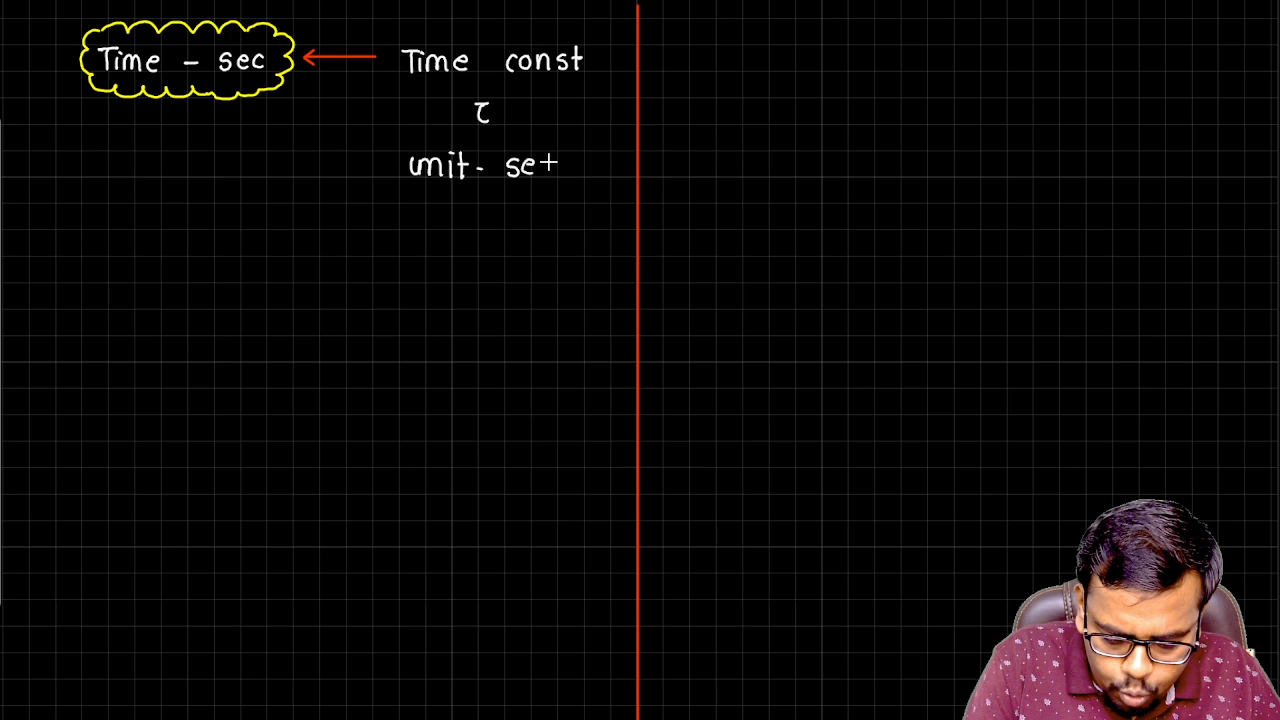 Time - sec ← Time const
τ
unit - se